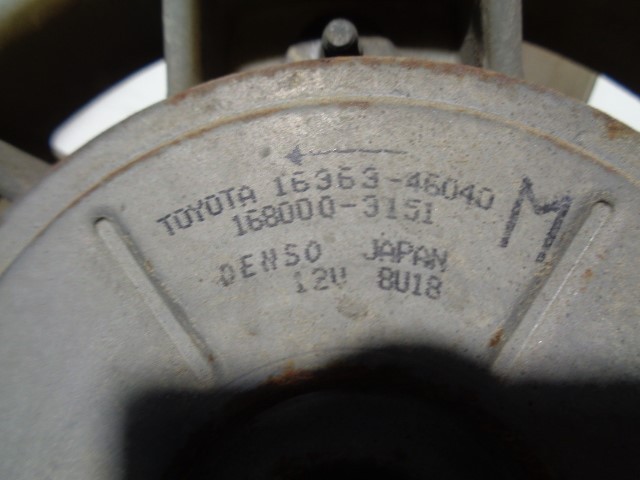 TOYOTA 16363-46040
168000-3151
M
DENSO JAPAN
12V 8U18